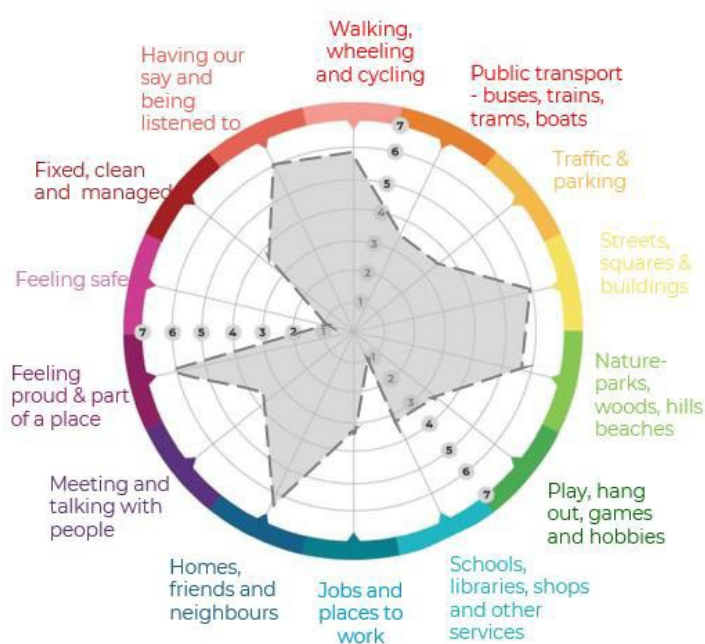 Walking,
wheeling
and cycling
Public transport
- buses, trains,
trams, boats
Traffic &
parking
Streets,
squares &
buildings
Nature-
parks,
woods, hills
beaches
Play, hang
out, games
and hobbies
Schools,
libraries, shops
and other
services
Jobs and
places to
work
Homes,
friends and
neighbours
Meeting and
talking with
people
Feeling
proud & part
of a place
Feeling safe
Fixed, clean
and managed
Having our
say and
being
listened to
7
6
5
4
3
2
1
7 6 5 4 3 2 1
1
2
3
4
5
6
7